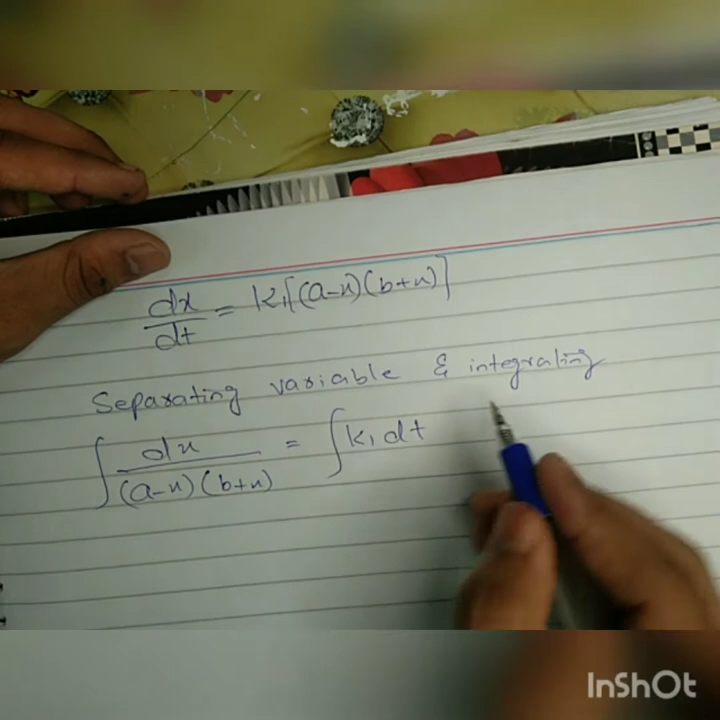 dx/dt = K₁[(a-x)(b+x)]
Separating variable & integrating
∫ dx/(a-x)(b+x) = ∫ K₁ dt
InShOt